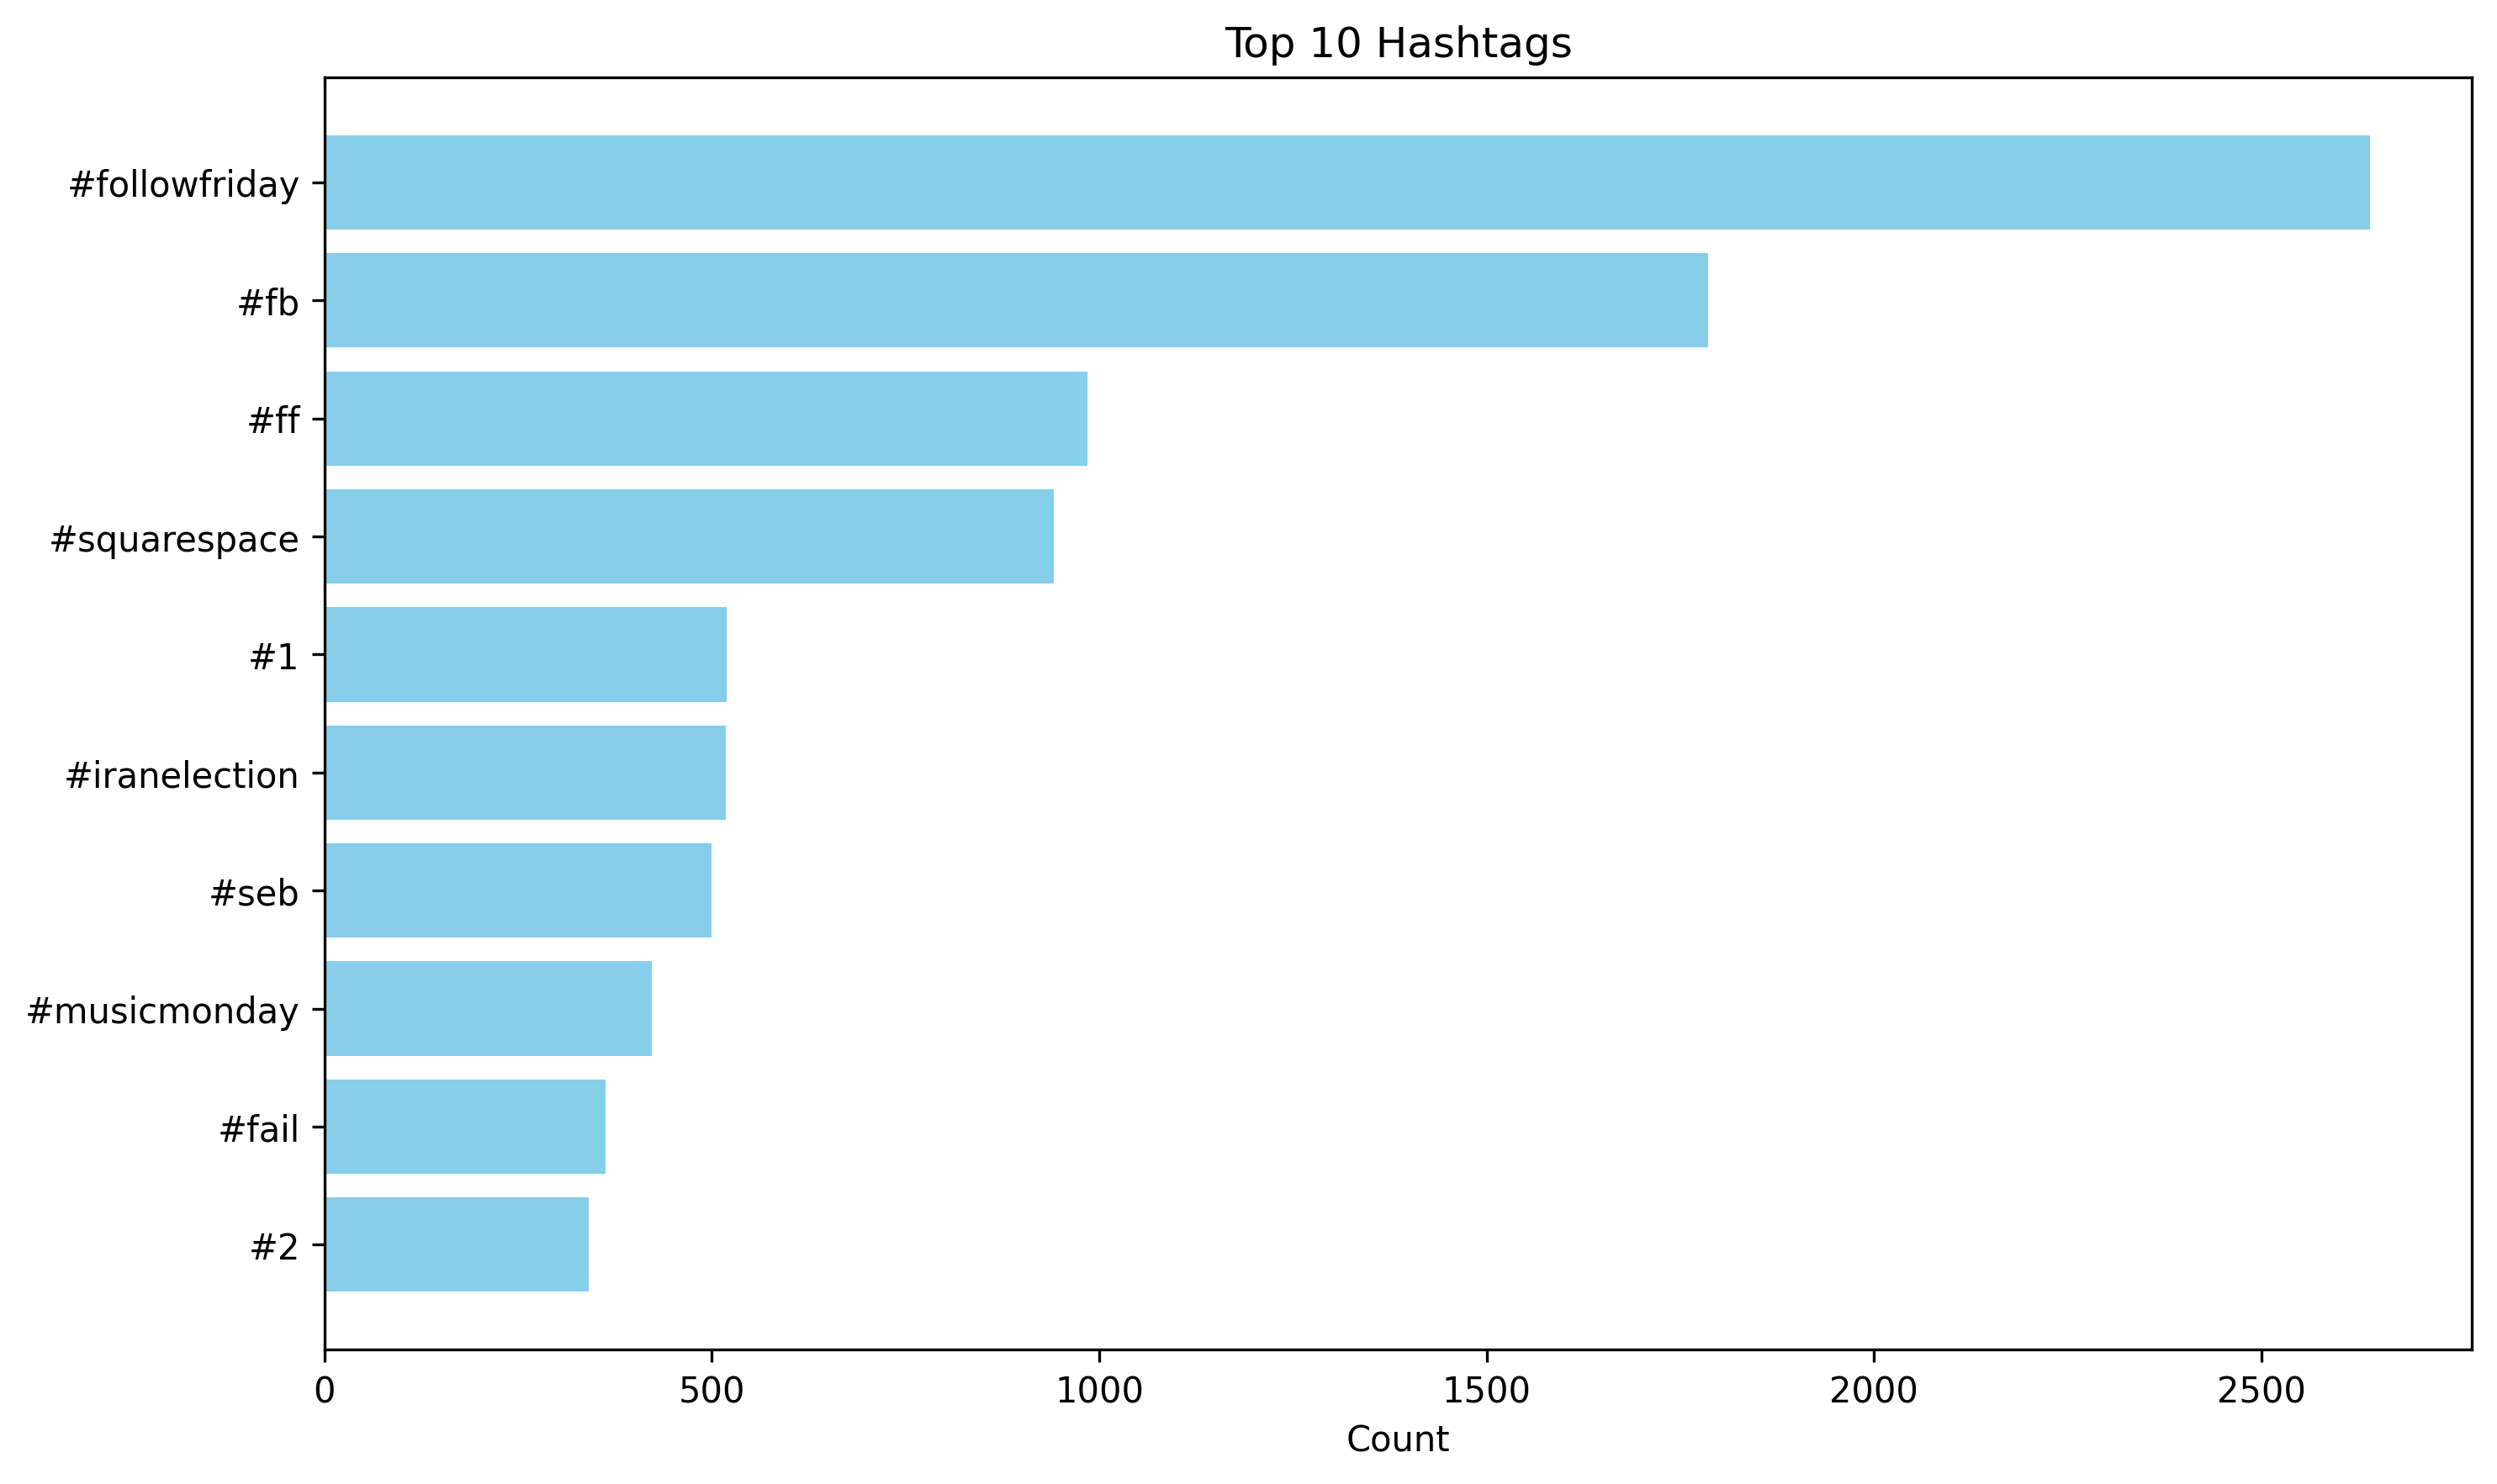 Top 10 Hashtags
#followfriday
#fb
#ff
#squarespace
#1
#iranelection
#seb
#musicmonday
#fail
#2
0 500 1000 1500 2000 2500
Count